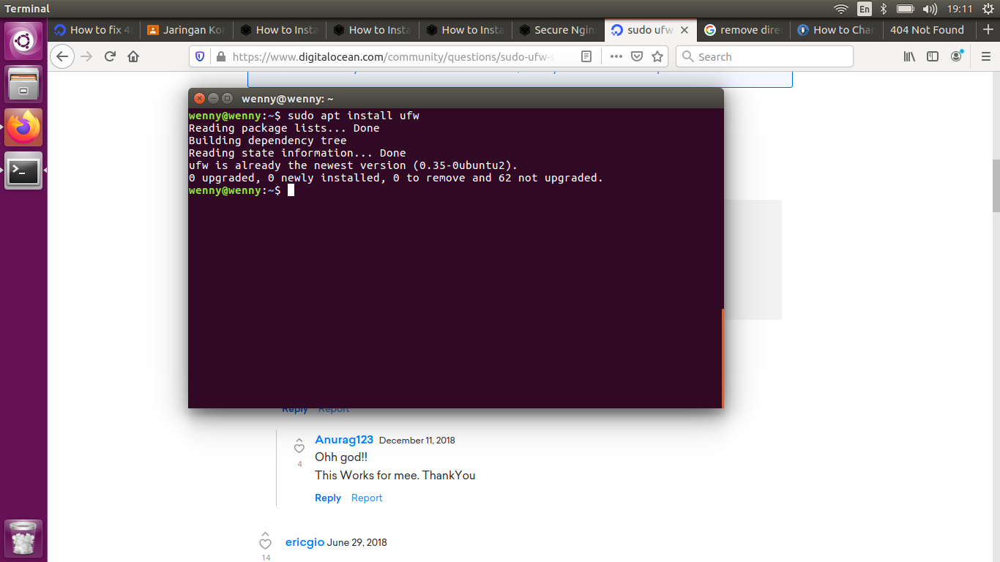 Terminal
En
19:11
How to fix 4
Jaringan Kor
How to Insta
How to Insta
How to Insta
Secure Ngin
sudo ufw
remove dire
How to Chan
404 Not Found
https://www.digitalocean.com/community/questions/sudo-ufw-s
Search
wenny@wenny: ~
wenny@wenny:~$ sudo apt install ufw
Reading package lists... Done
Building dependency tree
Reading state information... Done
ufw is already the newest version (0.35-0ubuntu2).
0 upgraded, 0 newly installed, 0 to remove and 62 not upgraded.
wenny@wenny:~$
Reply Report
Anurag123 December 11, 2018
Ohh god!!
4
This Works for mee. ThankYou
Reply Report
ericgio June 29, 2018
14